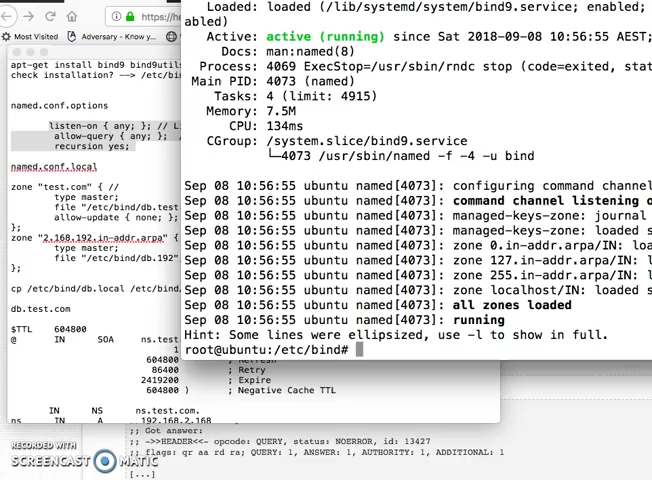 https://he
Most Visited
Adversary - Know y...
W
apt-get install bind9 bind9utils
check installation? --> /etc/bin
named.conf.options
listen-on { any; }; // Li
allow-query { any; }; /
recursion yes;
named.conf.local
zone "test.com" { //
type master;
file "/etc/bind/db.test.
allow-update { none; };
};
zone "2.168.192.in-addr.arpa" {
type master;
file "/etc/bind/db.192"
};
cp /etc/bind/db.local /etc/bind/
db.test.com
$TTL 604800
@ IN SOA ns.test.
1
604800 ; Refresh
86400 ; Retry
2419200 ; Expire
604800 ) ; Negative Cache TTL
IN NS ns.test.com.
ns IN A 192.168.2.168
Loaded: loaded (/lib/systemd/system/bind9.service; enabled;
abled)
Active: active (running) since Sat 2018-09-08 10:56:55 AEST;
Docs: man:named(8)
Process: 4069 ExecStop=/usr/sbin/rndc stop (code=exited, stat
Main PID: 4073 (named)
Tasks: 4 (limit: 4915)
Memory: 7.5M
CPU: 134ms
CGroup: /system.slice/bind9.service
└─4073 /usr/sbin/named -f -4 -u bind
Sep 08 10:56:55 ubuntu named[4073]: configuring command channel
Sep 08 10:56:55 ubuntu named[4073]: command channel listening o
Sep 08 10:56:55 ubuntu named[4073]: managed-keys-zone: journal
Sep 08 10:56:55 ubuntu named[4073]: managed-keys-zone: loaded s
Sep 08 10:56:55 ubuntu named[4073]: zone 0.in-addr.arpa/IN: loa
Sep 08 10:56:55 ubuntu named[4073]: zone 127.in-addr.arpa/IN: l
Sep 08 10:56:55 ubuntu named[4073]: zone 255.in-addr.arpa/IN: l
Sep 08 10:56:55 ubuntu named[4073]: zone localhost/IN: loaded s
Sep 08 10:56:55 ubuntu named[4073]: all zones loaded
Sep 08 10:56:55 ubuntu named[4073]: running
Hint: Some lines were ellipsized, use -l to show in full.
root@ubuntu:/etc/bind#
;; Got answer:
;; ->>HEADER<<- opcode: QUERY, status: NOERROR, id: 13427
;; flags: qr aa rd ra; QUERY: 1, ANSWER: 1, AUTHORITY: 1, ADDITIONAL: 1
[...]
RECORDED WITH
SCREENCAST MATIC